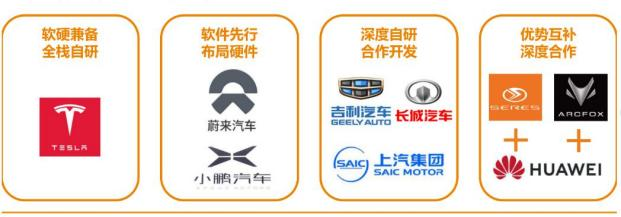 软硬兼备
全栈自研
TESLA
软件先行
布局硬件
蔚来汽车
小鹏汽车
深度自研
合作开发
吉利汽车
GEELY AUTO
长城汽车
SAIC
上汽集团
SAIC MOTOR
优势互补
深度合作
SERES
ARCFOX
+
+
HUAWEI